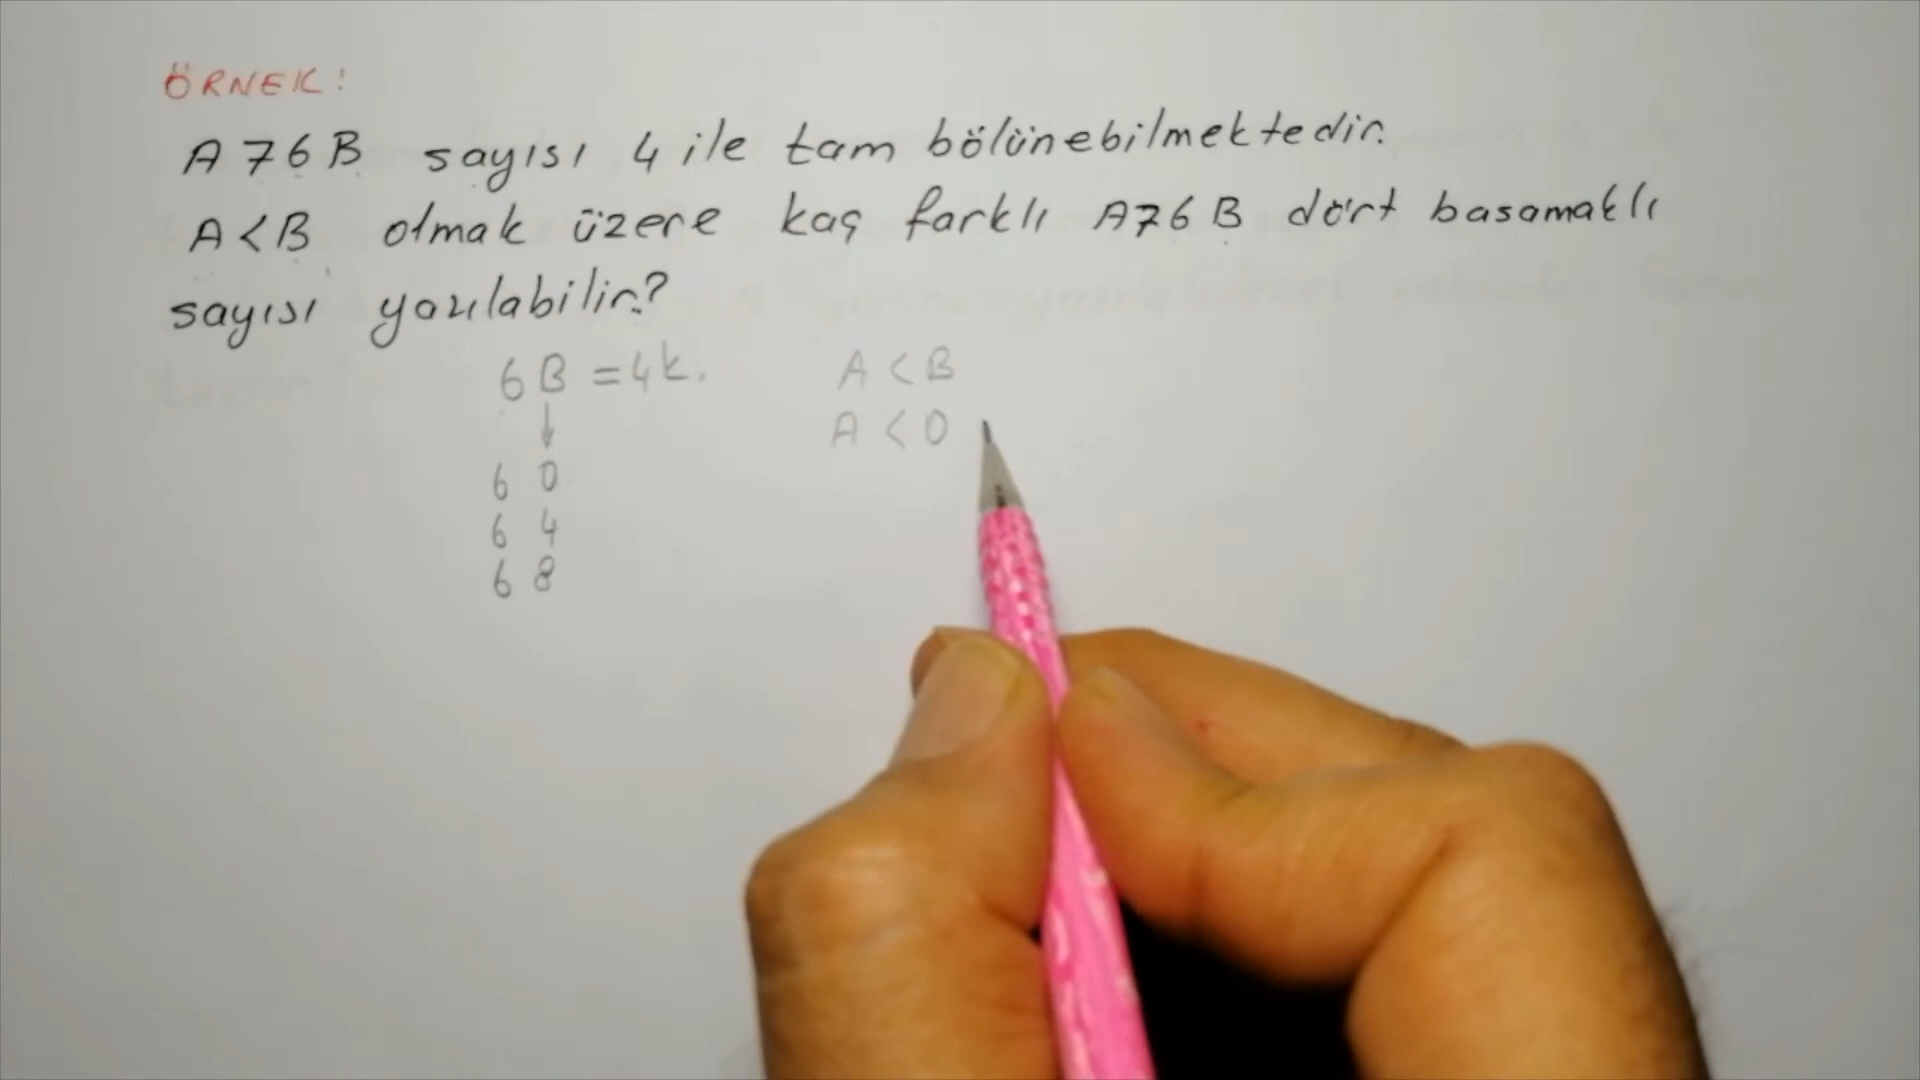 ÖRNEK:
A76B sayısı 4 ile tam bölünebilmektedir.
A<B olmak üzere kaç farklı A76B dört basamaklı
sayısı yazılabilir?
6B =4k. A<B
↓ A<0
6 0
6 4
6 8